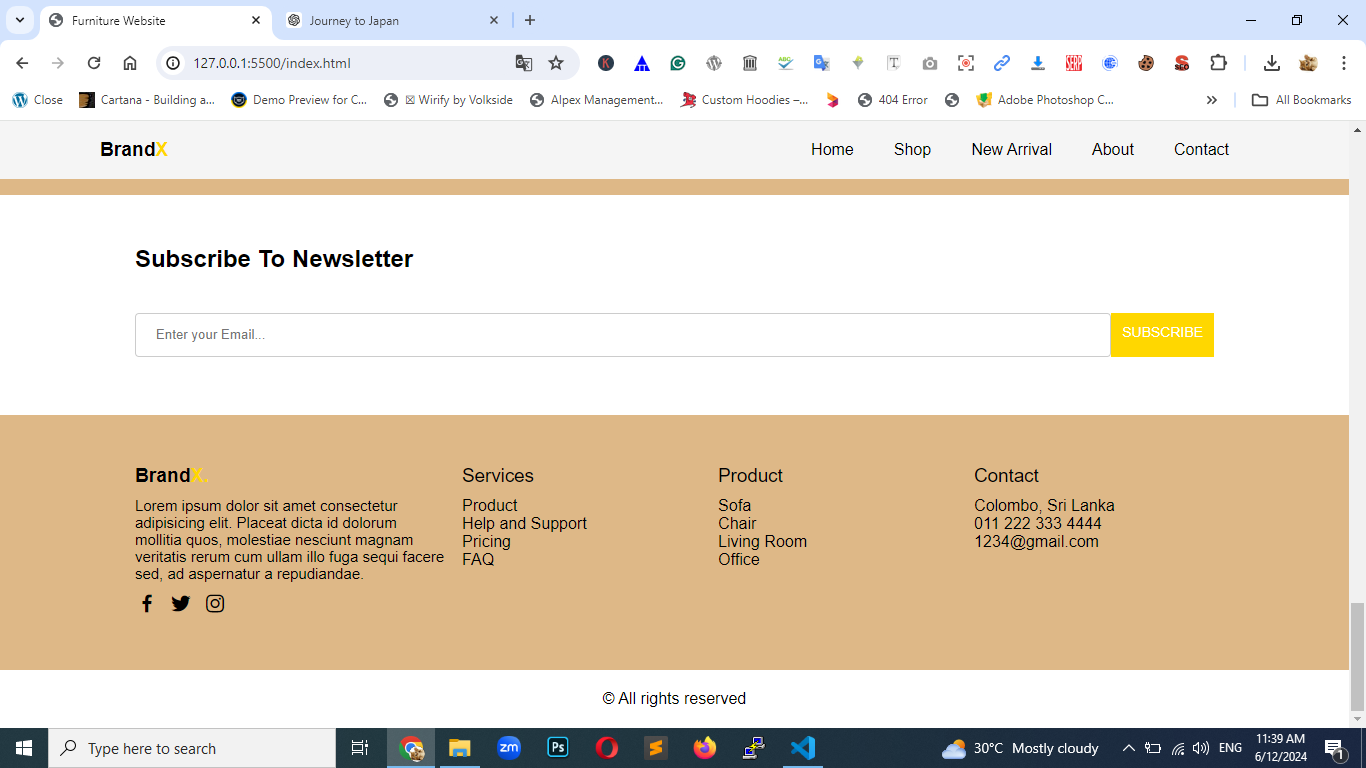 Furniture Website
Journey to Japan
127.0.0.1:5500/index.html
Close
Cartana - Building a...
Demo Preview for C...
Wirify by Volkside
Alpex Management...
Custom Hoodies –...
404 Error
Adobe Photoshop C...
All Bookmarks
BrandX
Home
Shop
New Arrival
About
Contact
Subscribe To Newsletter
Enter your Email...
SUBSCRIBE
BrandX.
Lorem ipsum dolor sit amet consectetur
adipisicing elit. Placeat dicta id dolorum
mollitia quos, molestiae nesciunt magnam
veritatis rerum cum ullam illo fuga sequi facere
sed, ad aspernatur a repudiandae.
Services
Product
Help and Support
Pricing
FAQ
Product
Sofa
Chair
Living Room
Office
Contact
Colombo, Sri Lanka
011 222 333 4444
1234@gmail.com
© All rights reserved
Type here to search
zm
Ps
30°C Mostly cloudy
ENG
11:39 AM
6/12/2024
1